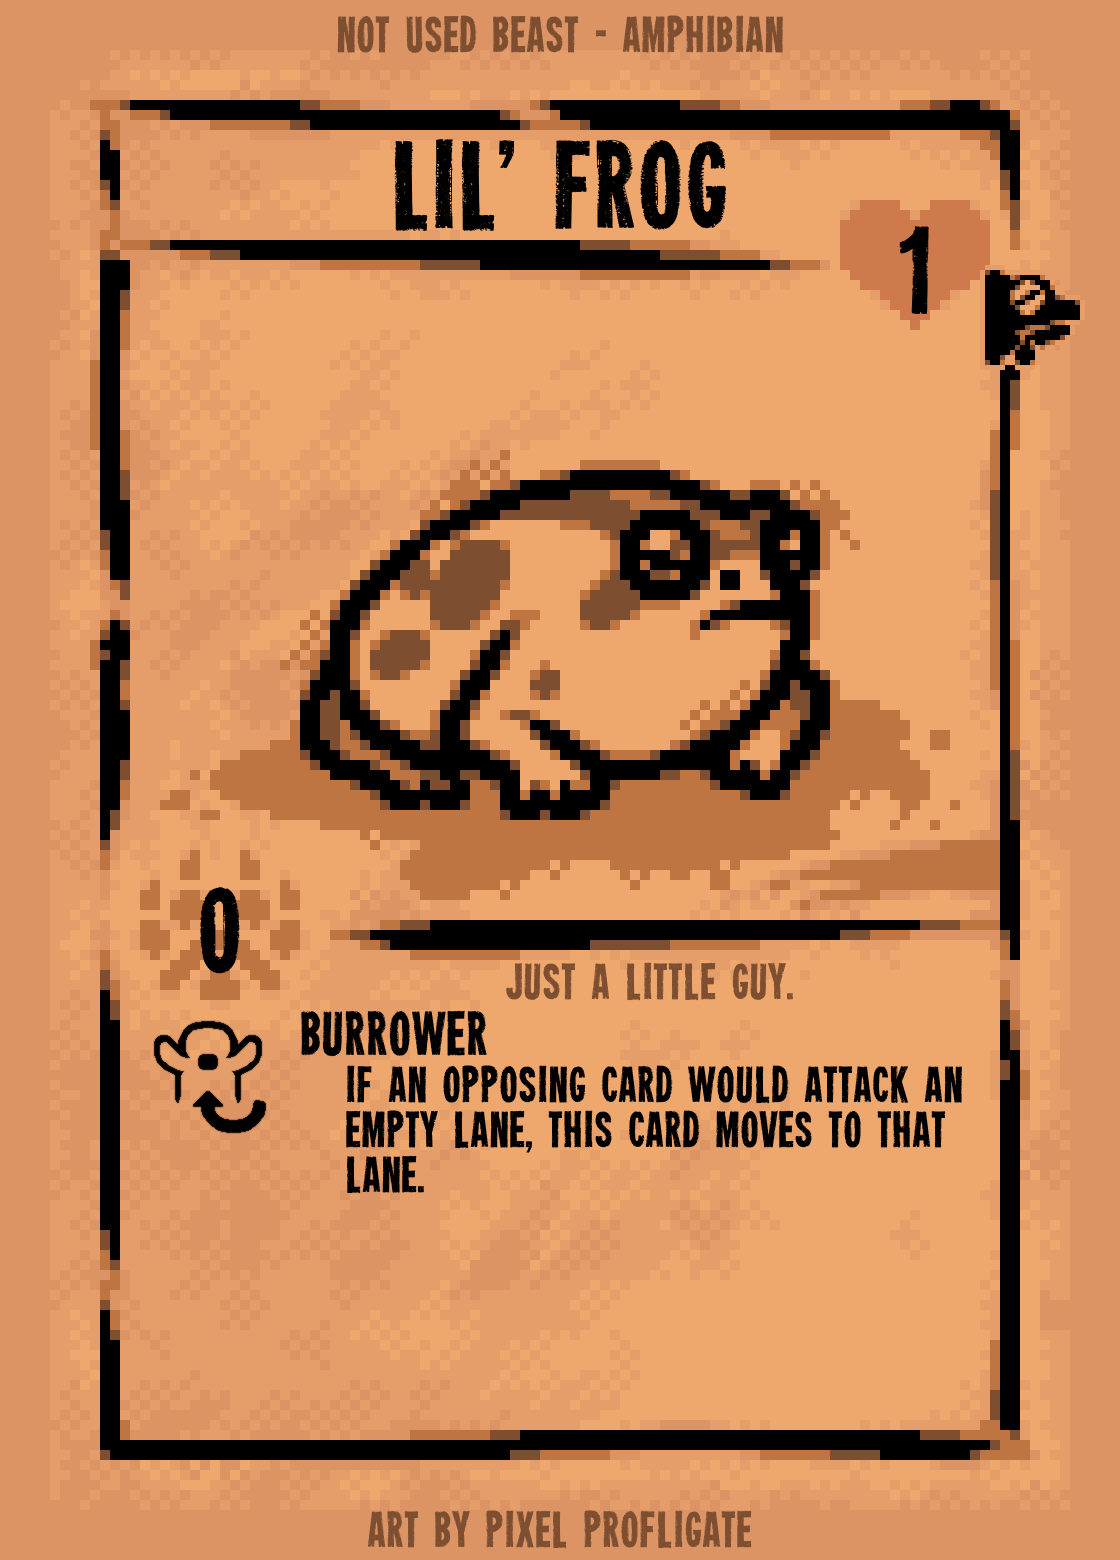 NOT USED BEAST - AMPHIBIAN
LIL' FROG
1
0
JUST A LITTLE GUY.
BURROWER
IF AN OPPOSING CARD WOULD ATTACK AN
EMPTY LANE, THIS CARD MOVES TO THAT
LANE.
ART BY PIXEL PROFLIGATE